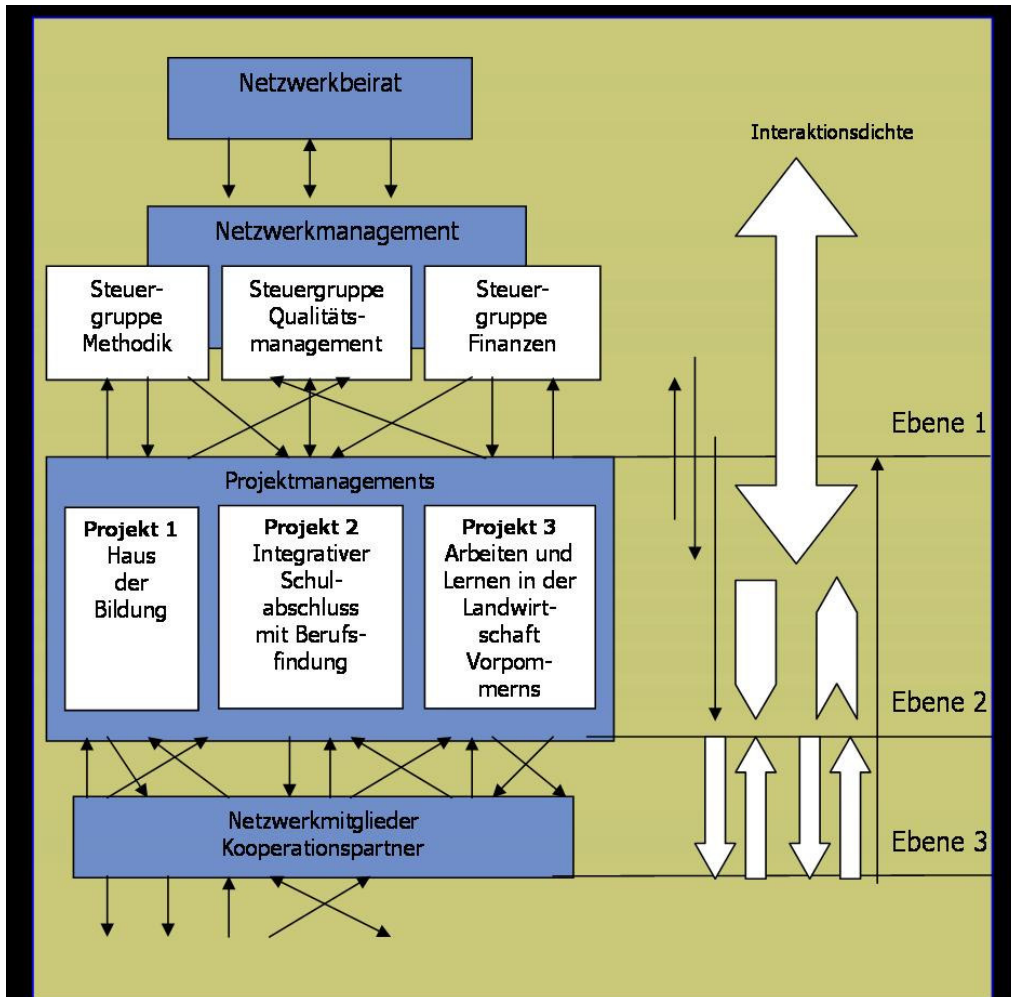 Netzwerkbeirat
Interaktionsdichte
Netzwerkmanagement
Steuer-
gruppe
Methodik
Steuergruppe
Qualitäts-
management
Steuer-
gruppe
Finanzen
Ebene 1
Projektmanagements
Projekt 1
Haus
der
Bildung
Projekt 2
Integrativer
Schul-
abschluss
mit Berufs-
findung
Projekt 3
Arbeiten und
Lernen in der
Landwirt-
schaft
Vorpom-
merns
Ebene 2
Netzwerkmitglieder
Kooperationspartner
Ebene 3